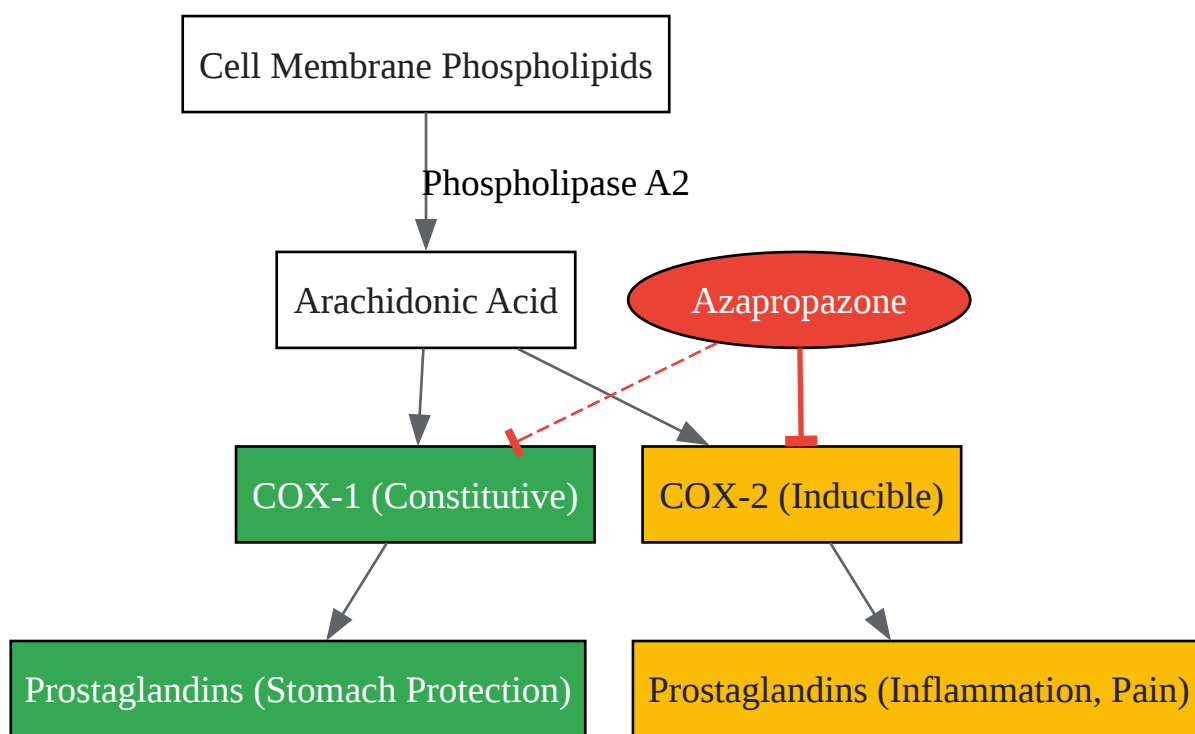 Cell Membrane Phospholipids
Phospholipase A2
Arachidonic Acid
Azapropazone
COX-1 (Constitutive)
COX-2 (Inducible)
Prostaglandins (Stomach Protection)
Prostaglandins (Inflammation, Pain)